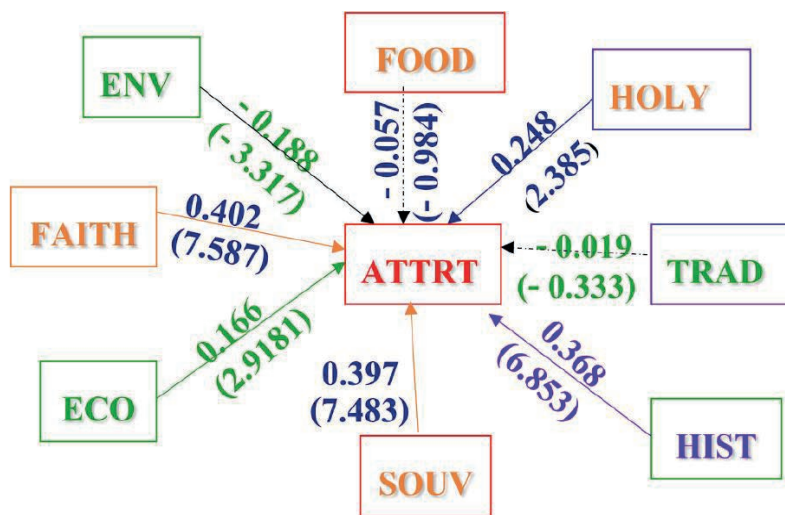 FOOD
ENV
HOLY
- 0.188
(- 3.317)
- 0.057
(- 0.984)
0.248
(2.385)
FAITH
0.402
(7.587)
ATTRT
- 0.019
(- 0.333)
TRAD
ECO
0.166
(2.9181)
0.397
(7.483)
0.368
(6.853)
HIST
SOUV